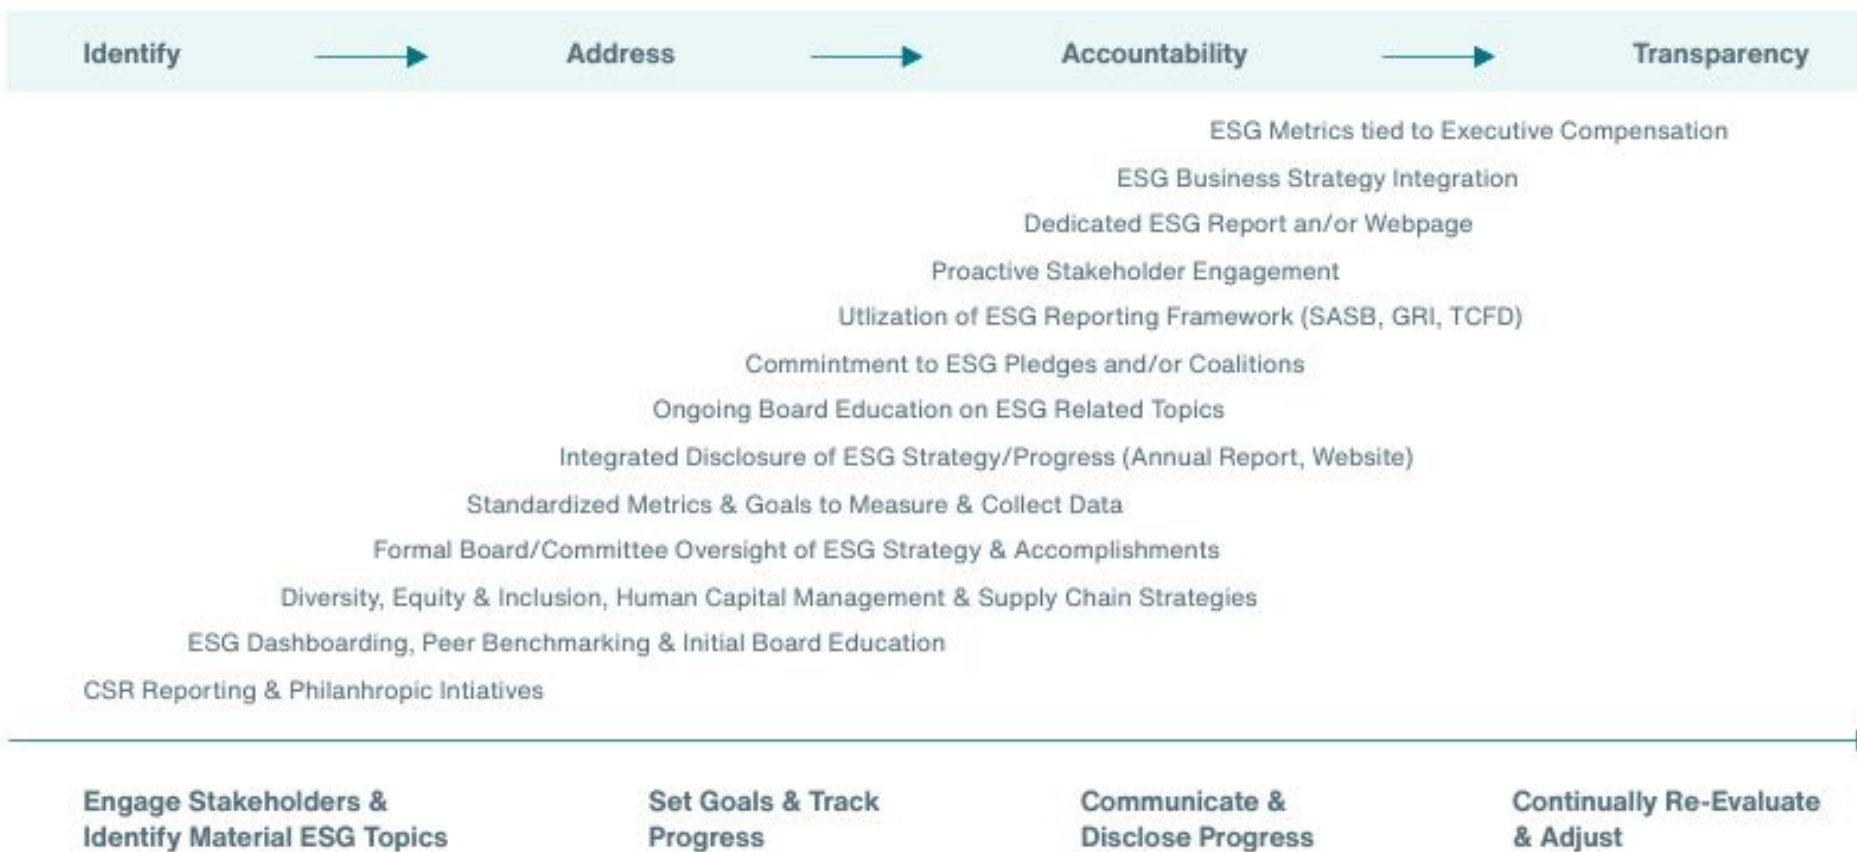 Identify
Address
Accountability
Transparency
ESG Metrics tied to Executive Compensation
ESG Business Strategy Integration
Dedicated ESG Report an/or Webpage
Proactive Stakeholder Engagement
Utlization of ESG Reporting Framework (SASB, GRI, TCFD)
Commintment to ESG Pledges and/or Coalitions
Ongoing Board Education on ESG Related Topics
Integrated Disclosure of ESG Strategy/Progress (Annual Report, Website)
Standardized Metrics & Goals to Measure & Collect Data
Formal Board/Committee Oversight of ESG Strategy & Accomplishments
Diversity, Equity & Inclusion, Human Capital Management & Supply Chain Strategies
ESG Dashboarding, Peer Benchmarking & Initial Board Education
CSR Reporting & Philanhropic Intiatives
Engage Stakeholders &
Identify Material ESG Topics
Set Goals & Track
Progress
Communicate &
Disclose Progress
Continually Re-Evaluate
& Adjust